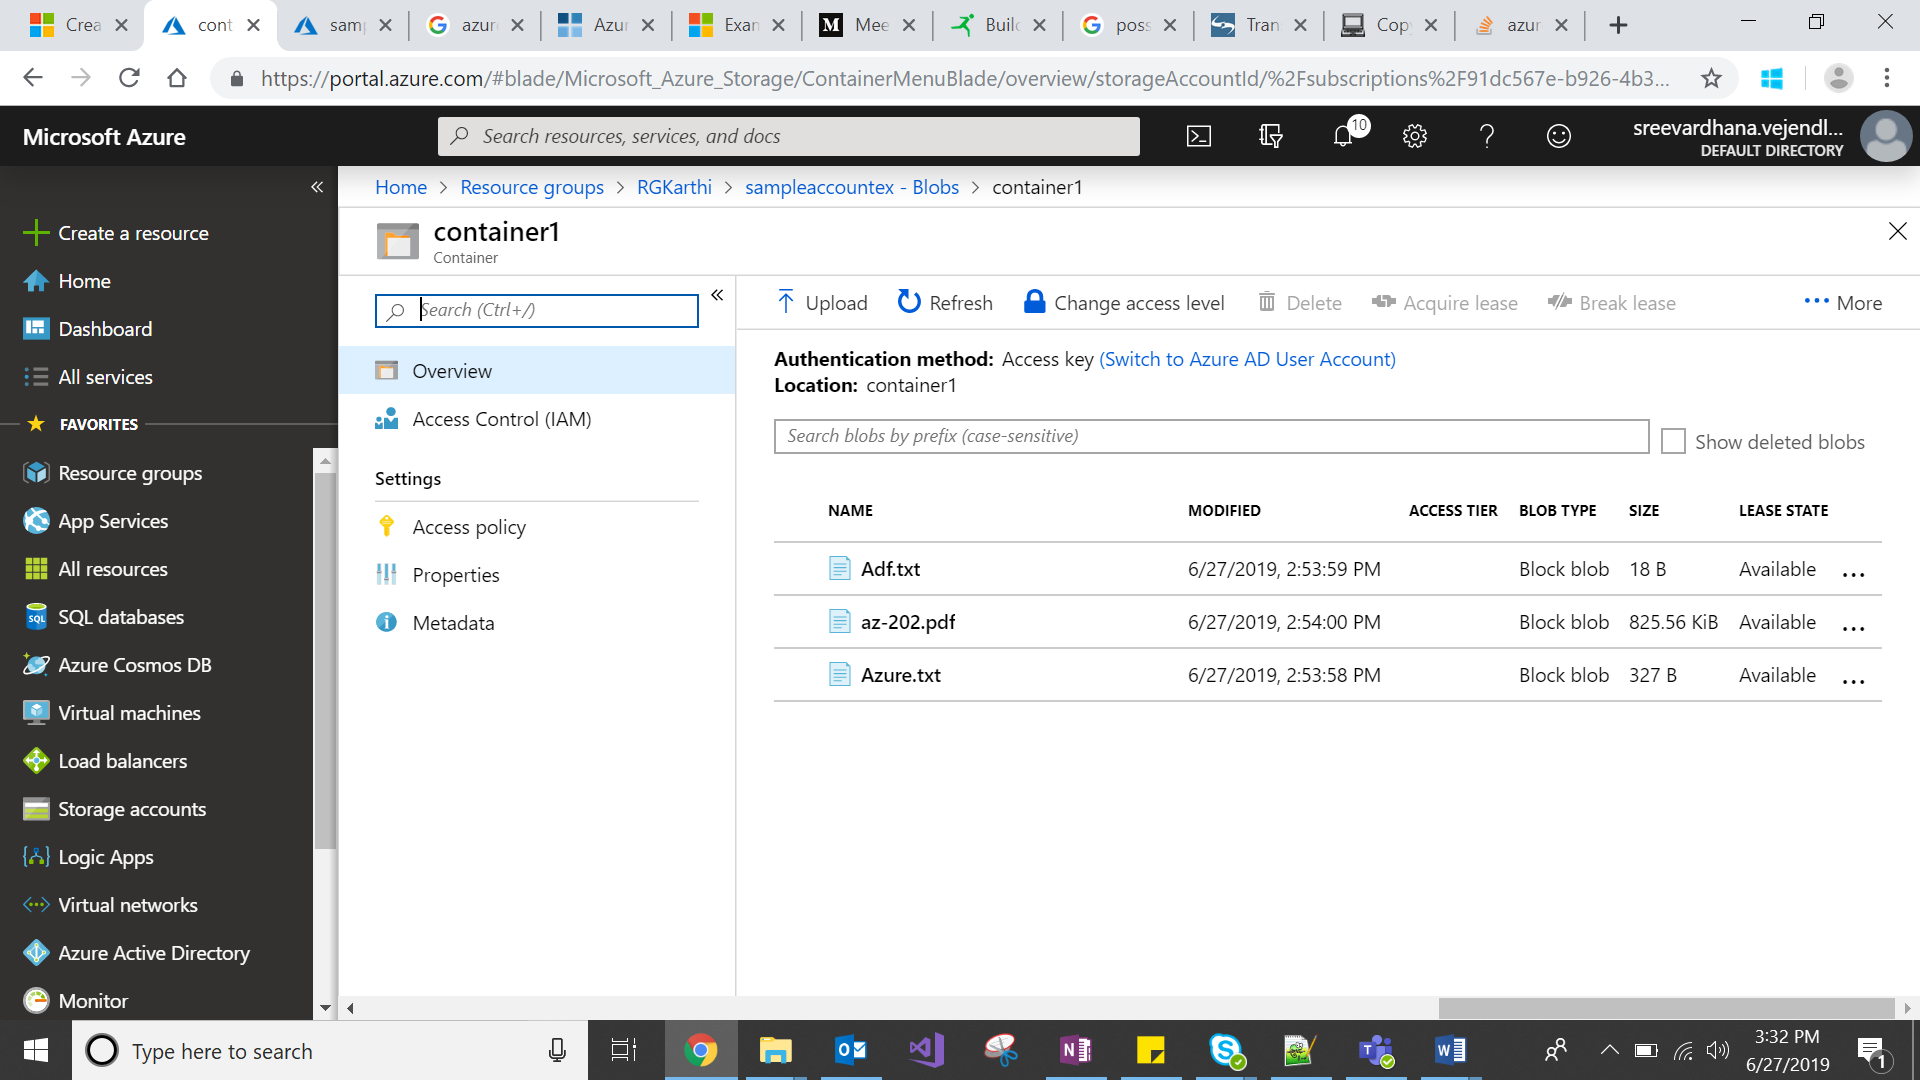 Crea
cont
sam
azur
Azur
Exan
Mee
Builc
poss
Tran
Cop
azur
https://portal.azure.com/#blade/Microsoft_Azure_Storage/ContainerMenuBlade/overview/storageAccountId/%2Fsubscriptions%2F91dc567e-b926-4b3...
Microsoft Azure
Search resources, services, and docs
10
sreevardhana.vejendl...
DEFAULT DIRECTORY
Home > Resource groups > RGKarthi > sampleaccountex - Blobs > container1
container1
Container
Create a resource
Home
Dashboard
All services
FAVORITES
Resource groups
App Services
All resources
SQL databases
Azure Cosmos DB
Virtual machines
Load balancers
Storage accounts
Logic Apps
Virtual networks
Azure Active Directory
Monitor
Search (Ctrl+/)
Overview
Access Control (IAM)
Settings
Access policy
Properties
Metadata
Upload Refresh Change access level Delete Acquire lease Break lease ... More
Authentication method: Access key (Switch to Azure AD User Account)
Location: container1
Search blobs by prefix (case-sensitive)
Show deleted blobs
NAME MODIFIED ACCESS TIER BLOB TYPE SIZE LEASE STATE
Adf.txt 6/27/2019, 2:53:59 PM Block blob 18 B Available ...
az-202.pdf 6/27/2019, 2:54:00 PM Block blob 825.56 KiB Available ...
Azure.txt 6/27/2019, 2:53:58 PM Block blob 327 B Available ...
Type here to search
3:32 PM
6/27/2019
1